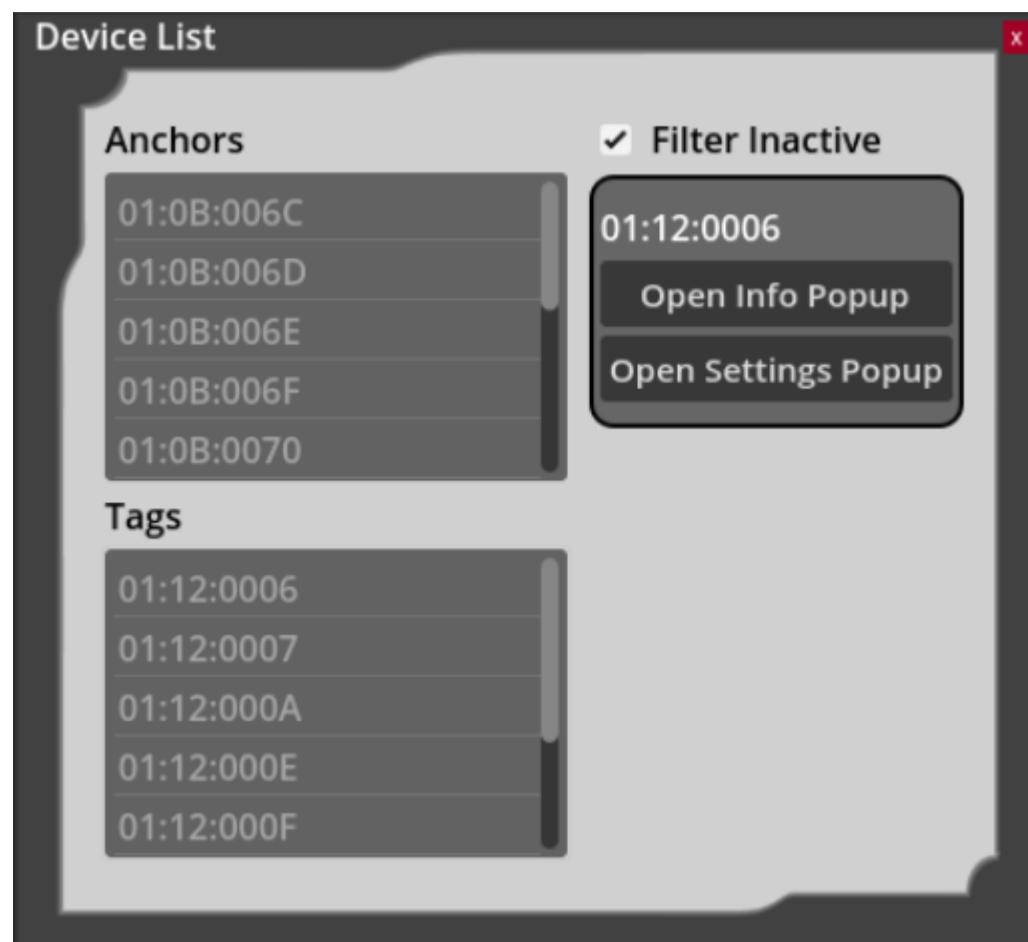 Device List
x
Anchors
01:0B:006C
01:0B:006D
01:0B:006E
01:0B:006F
01:0B:0070
Tags
01:12:0006
01:12:0007
01:12:000A
01:12:000E
01:12:000F
Filter Inactive
01:12:0006
Open Info Popup
Open Settings Popup